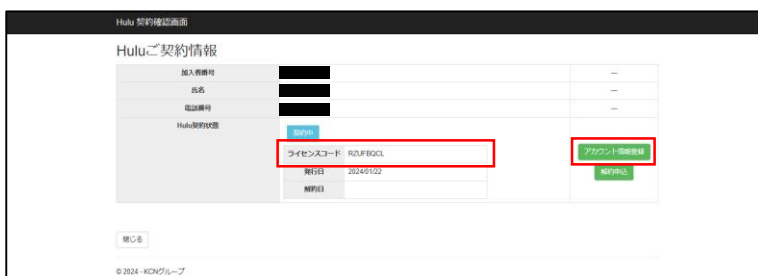 Hulu 契約確認画面
Huluご契約情報
加入者番号 —
氏名 —
電話番号 —
Hulu契約状態 契約中
ライセンスコード RZUFBQCL アカウント情報登録
発行日 2024/01/22 解約申込
解約日
閉じる
© 2024 - KCNグループ